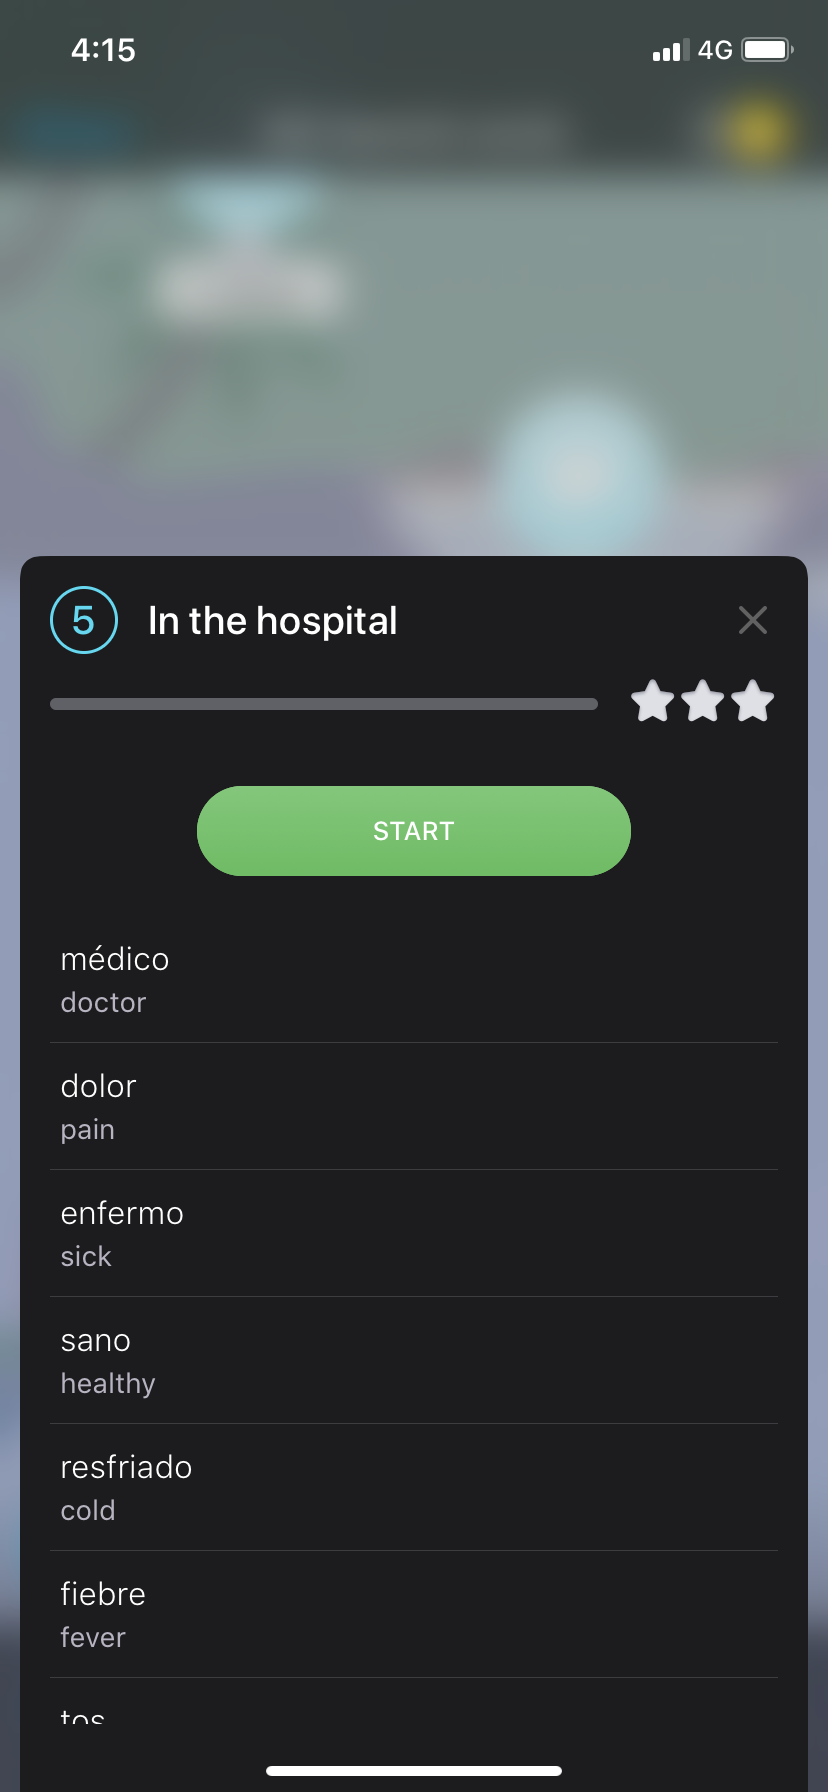 4:15
4G
5
In the hospital
START
médico
doctor
dolor
pain
enfermo
sick
sano
healthy
resfriado
cold
fiebre
fever
tos